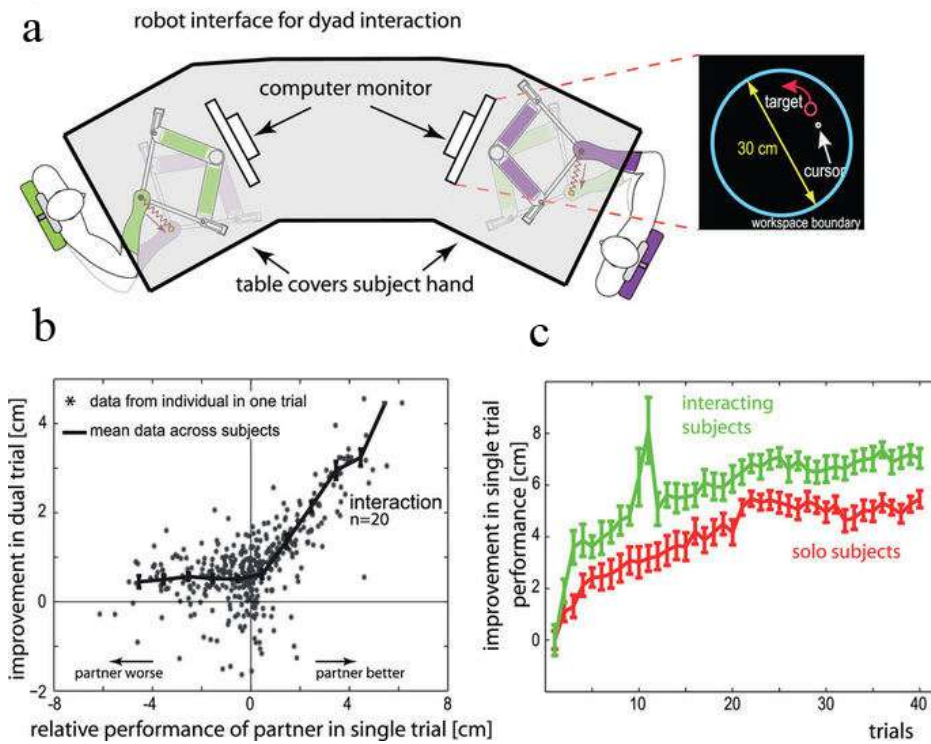 a
robot interface for dyad interaction
computer monitor
table covers subject hand
target
30 cm
cursor
workspace boundary
b
improvement in dual trial [cm]
4
2
0
−2
* data from individual in one trial
mean data across subjects
interaction
n=20
partner worse
partner better
-8
-4
0
4
8
relative performance of partner in single trial [cm]
c
improvement in single trial
performance [cm]
8
6
4
2
0
interacting
subjects
solo subjects
10
20
30
40
trials